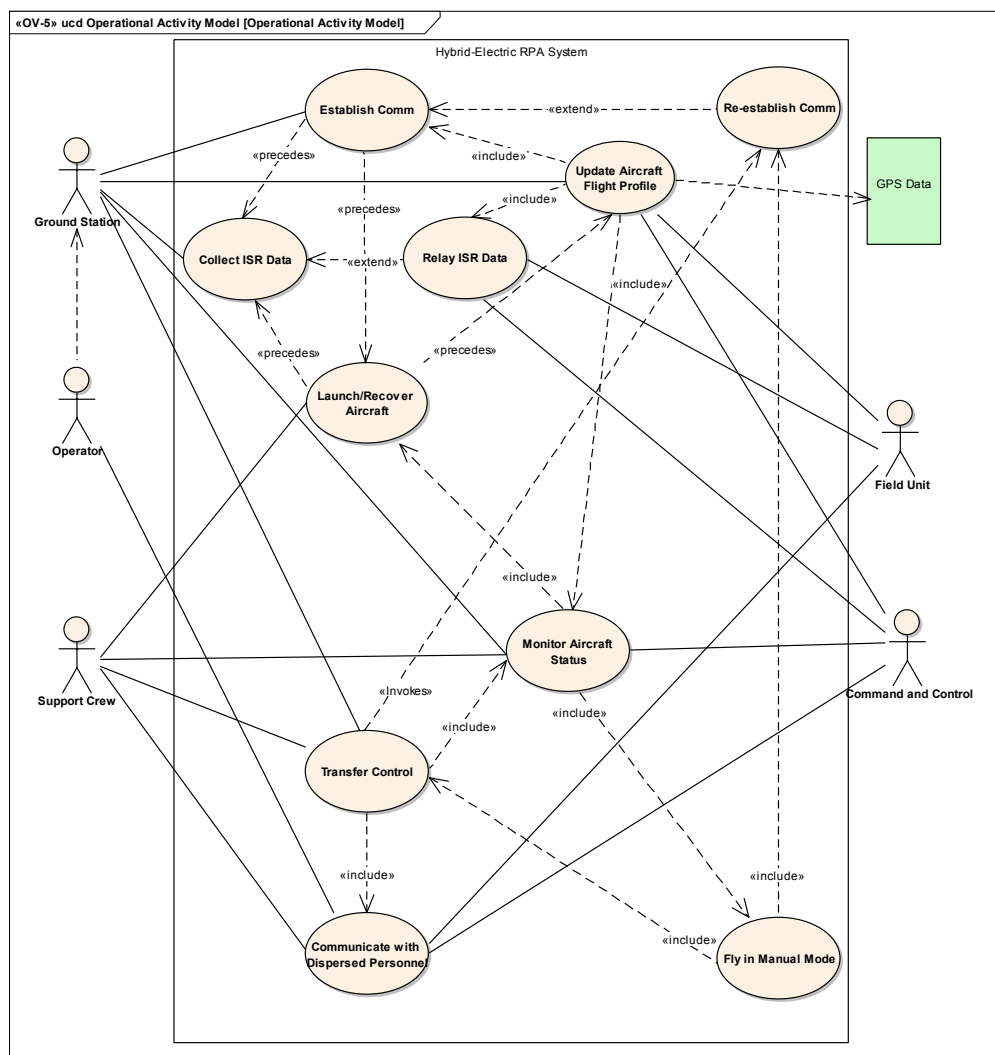 «OV-5» ucd Operational Activity Model [Operational Activity Model]
Hybrid-Electric RPA System
Establish Comm
«extend»
Re-establish Comm
«precedes»
«include»
Update Aircraft
Flight Profile
GPS Data
«include»
«precedes»
Ground Station
Collect ISR Data
«extend»
Relay ISR Data
«include»
«precedes»
«precedes»
Launch/Recover
Aircraft
Operator
Field Unit
«include»
Monitor Aircraft
Status
Support Crew
«Invokes»
Command and Control
«include»
«include»
Transfer Control
«include»
«include»
«include»
Communicate with
Dispersed Personnel
Fly in Manual Mode